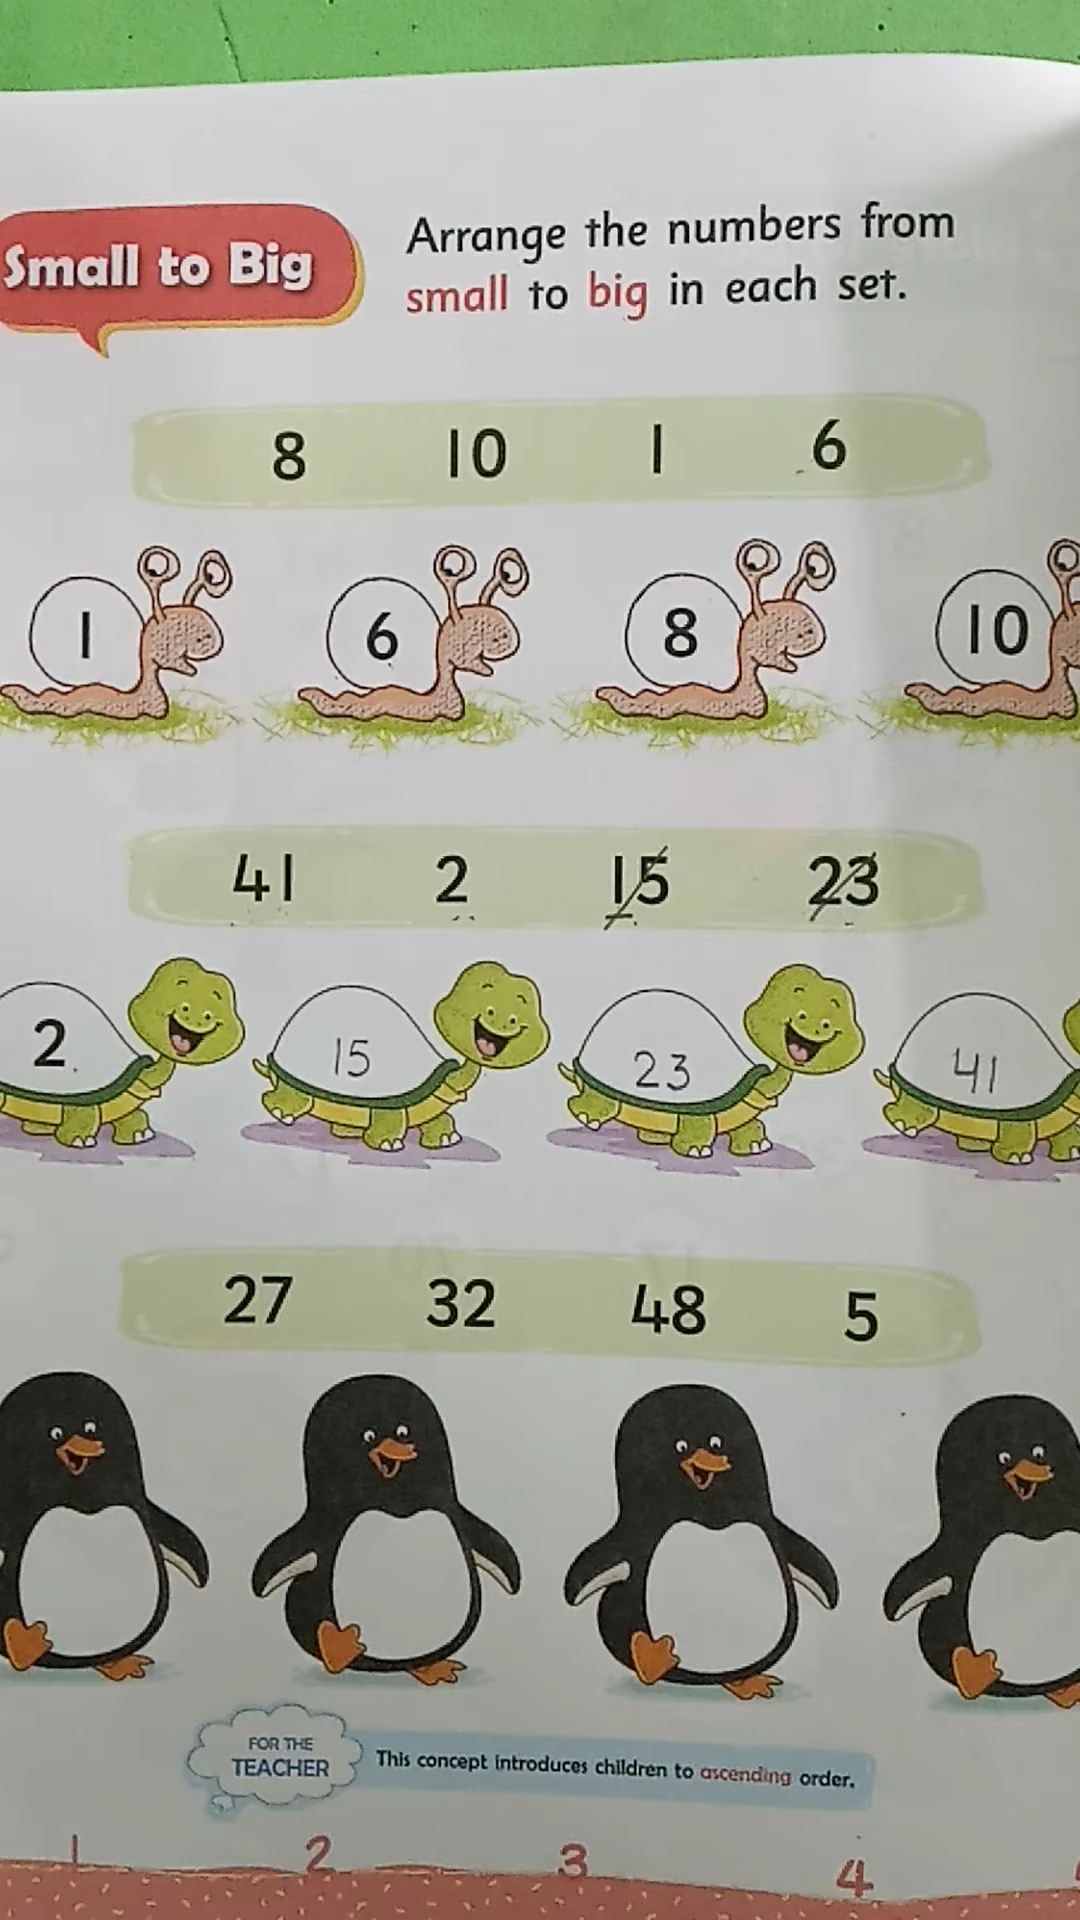 Small to Big
Arrange the numbers from
small to big in each set.
8 10 1 6
1 6 8 10
41 2 15 23
2 15 23 41
27 32 48 5
FOR THE
TEACHER
This concept introduces children to ascending order.
1 2 3 4